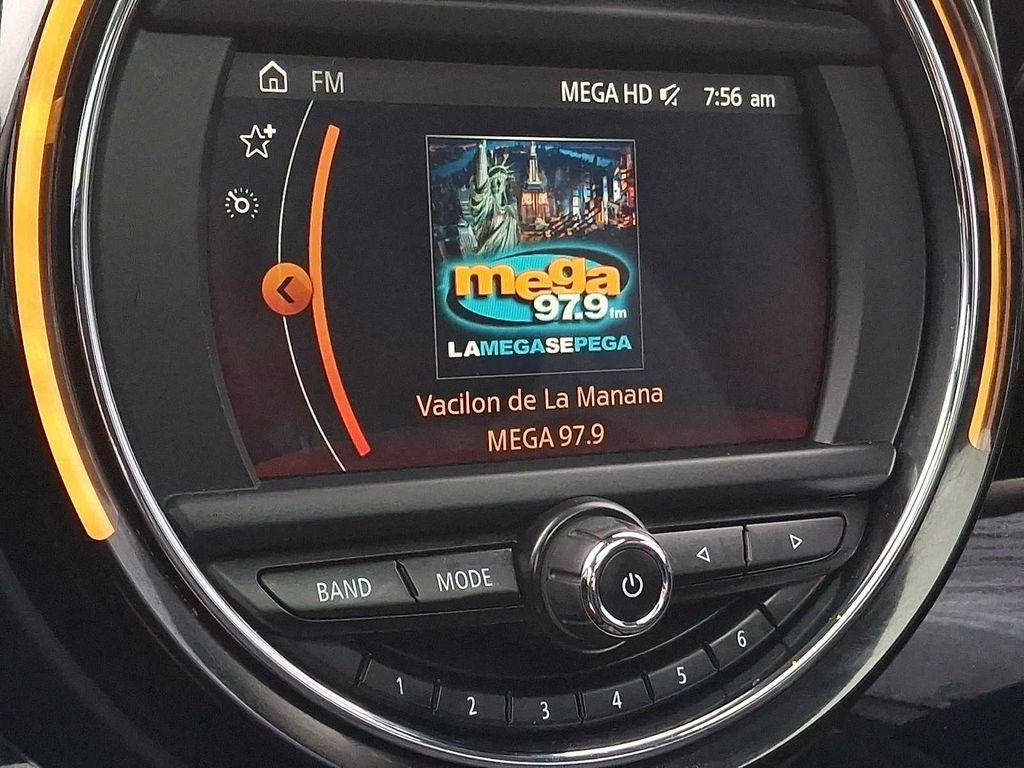 FM
MEGA HD 7:56 am
mega
97.9 fm
LAMEGASEPEGA
Vacilon de La Manana
MEGA 97.9
BAND MODE
1 2 3 4 5 6